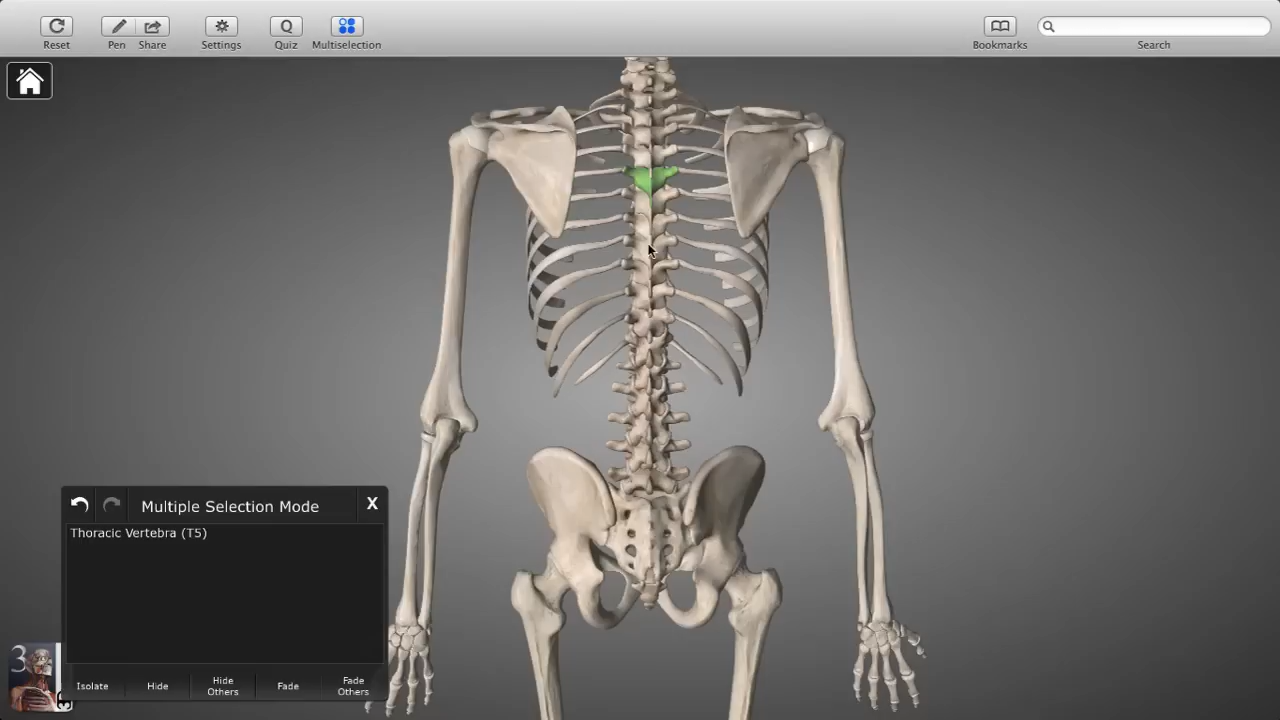 Reset
Pen
Share
Settings
Q
Quiz
Multiselection
Bookmarks
Search
Multiple Selection Mode
X
Thoracic Vertebra (T5)
3
Isolate
Hide
Hide
Others
Fade
Fade
Others